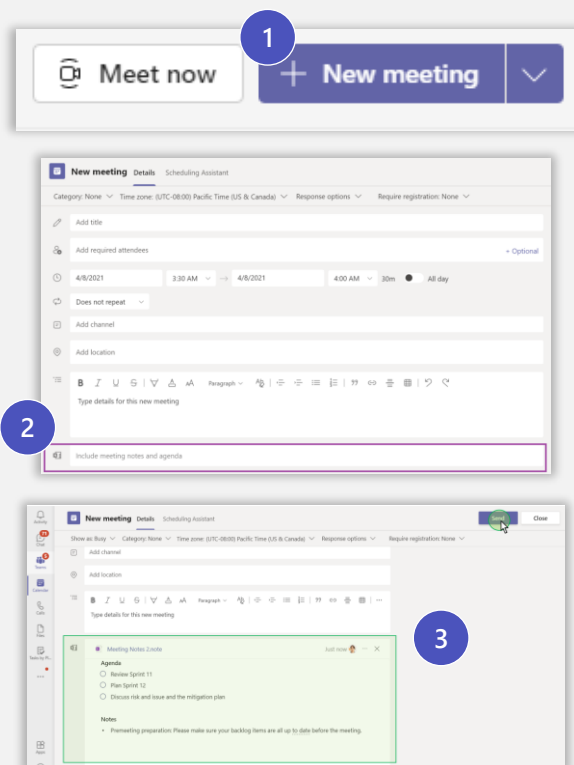 1
Meet now
+ New meeting
New meeting Details Scheduling Assistant
Category: None Time zone: (UTC-08:00) Pacific Time (US & Canada) Response options Require registration: None
Add title
Add required attendees + Optional
4/8/2021 3:30 AM → 4/8/2021 4:00 AM 30m All day
Does not repeat
Add channel
Add location
B I U S Paragraph
Type details for this new meeting
2
Include meeting notes and agenda
New meeting Details Scheduling Assistant Send Close
Show as: Busy Category: None Time zone: (UTC-08:00) Pacific Time (US & Canada) Response options Require registration: None
Activity
Chat
Teams
Calendar
Calls
Files
Apps
Add channel
Add location
B I U S Paragraph
Type details for this new meeting
3
Meeting Notes 2.note Just now
Agenda
Review Sprint 11
Plan Sprint 12
Discuss risk and issue and the mitigation plan
Notes
• Premeeting preparation: Please make sure your backlog items are all up to date before the meeting.